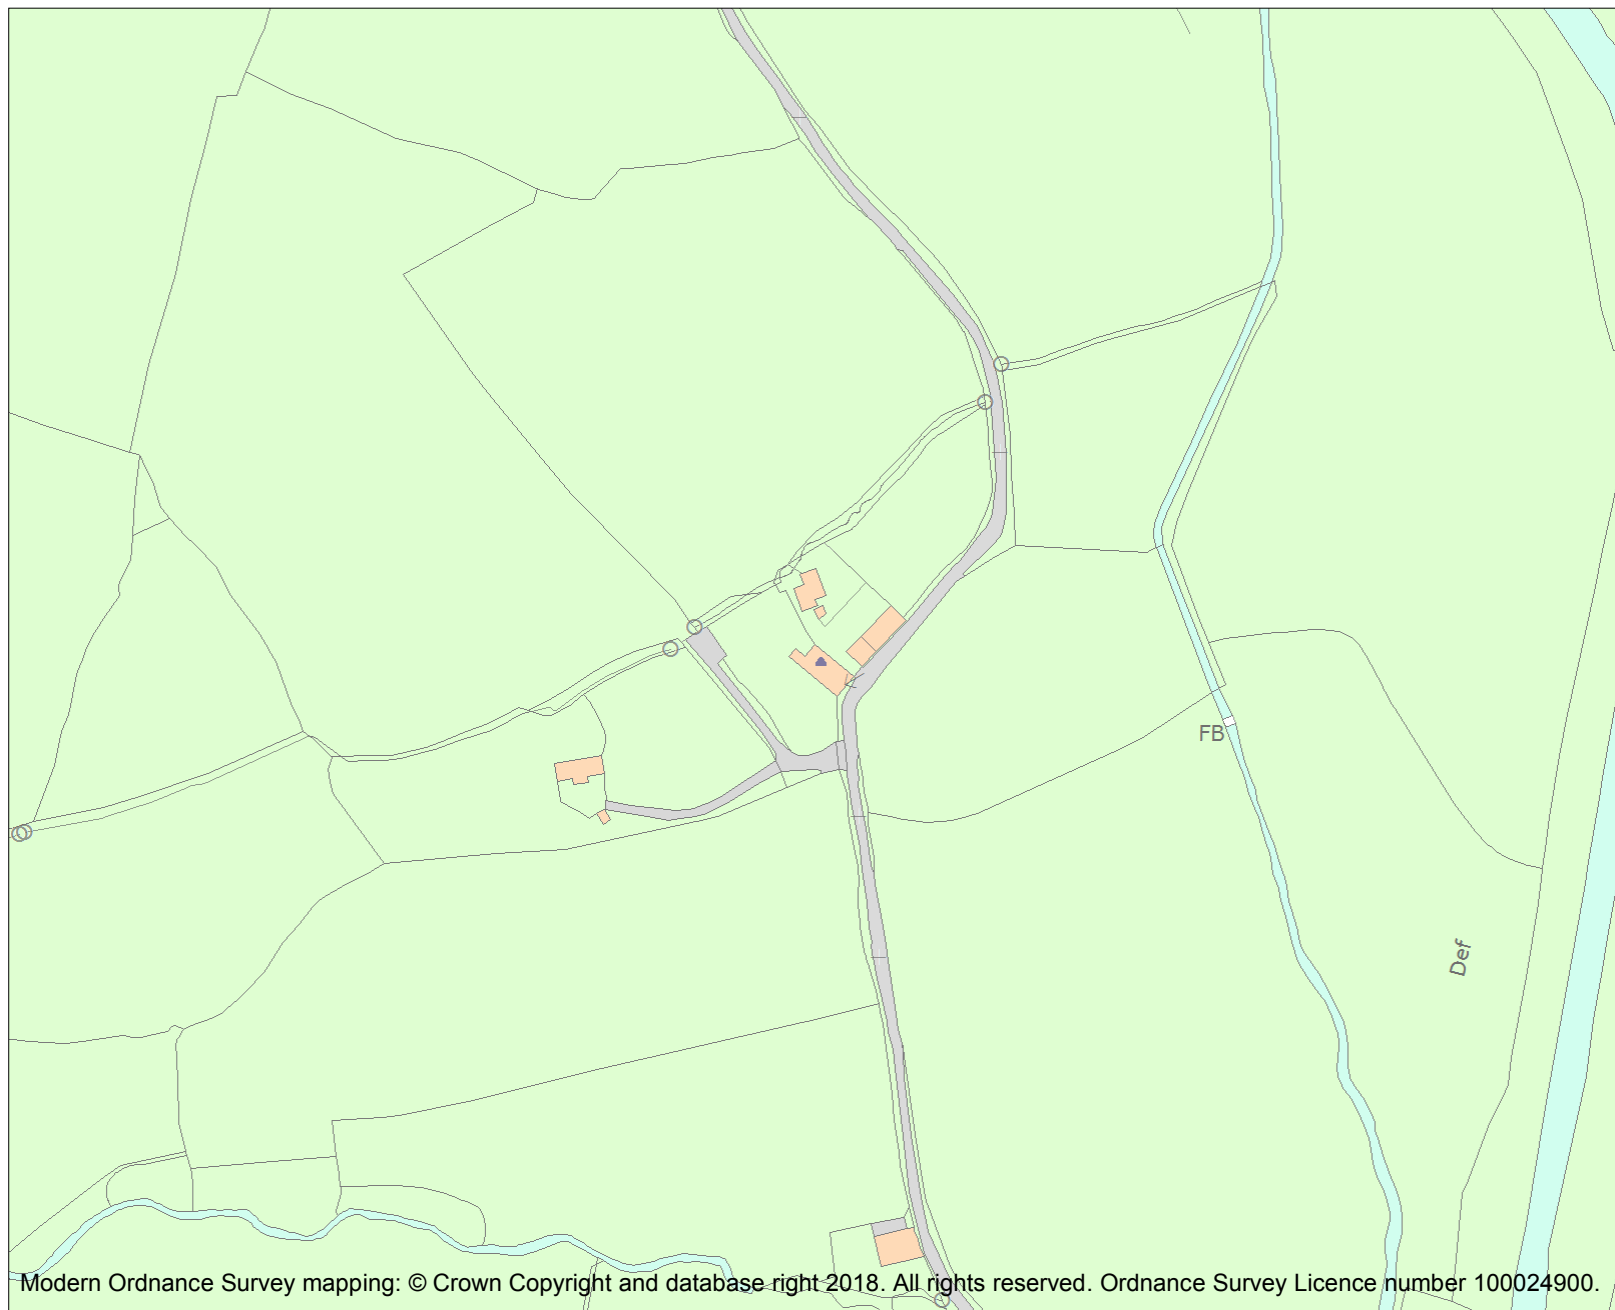 FB
Def
Modern Ordnance Survey mapping: © Crown Copyright and database right 2018. All rights reserved. Ordnance Survey Licence number 100024900.